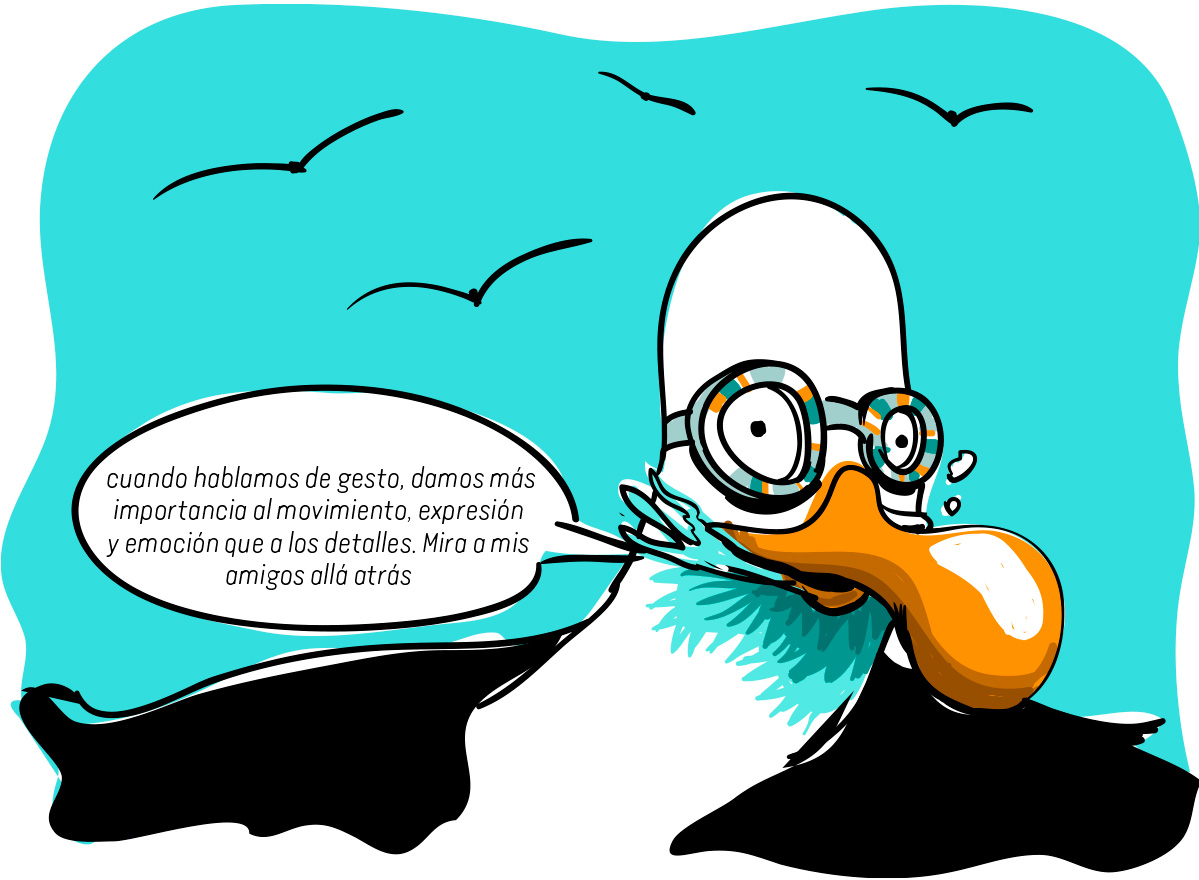 cuando hablamos de gesto, damos más
importancia al movimiento, expresión
y emoción que a los detalles. Mira a mis
amigos allá atrás